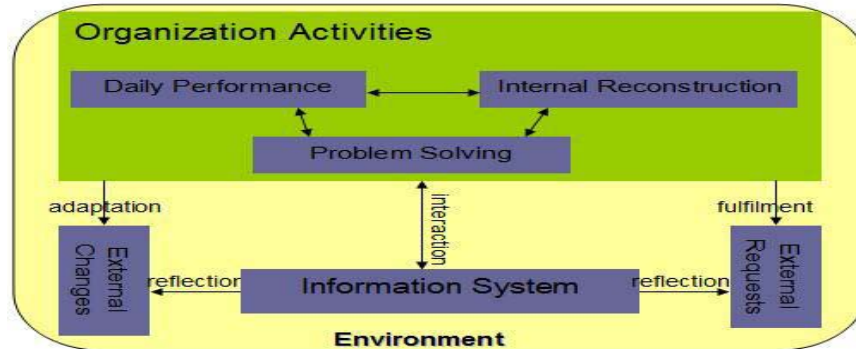 Organization Activities
Daily Performance
Internal Reconstruction
Problem Solving
adaptation
interaction
fulfilment
External
Changes
reflection
Information System
reflection
External
Requests
Environment